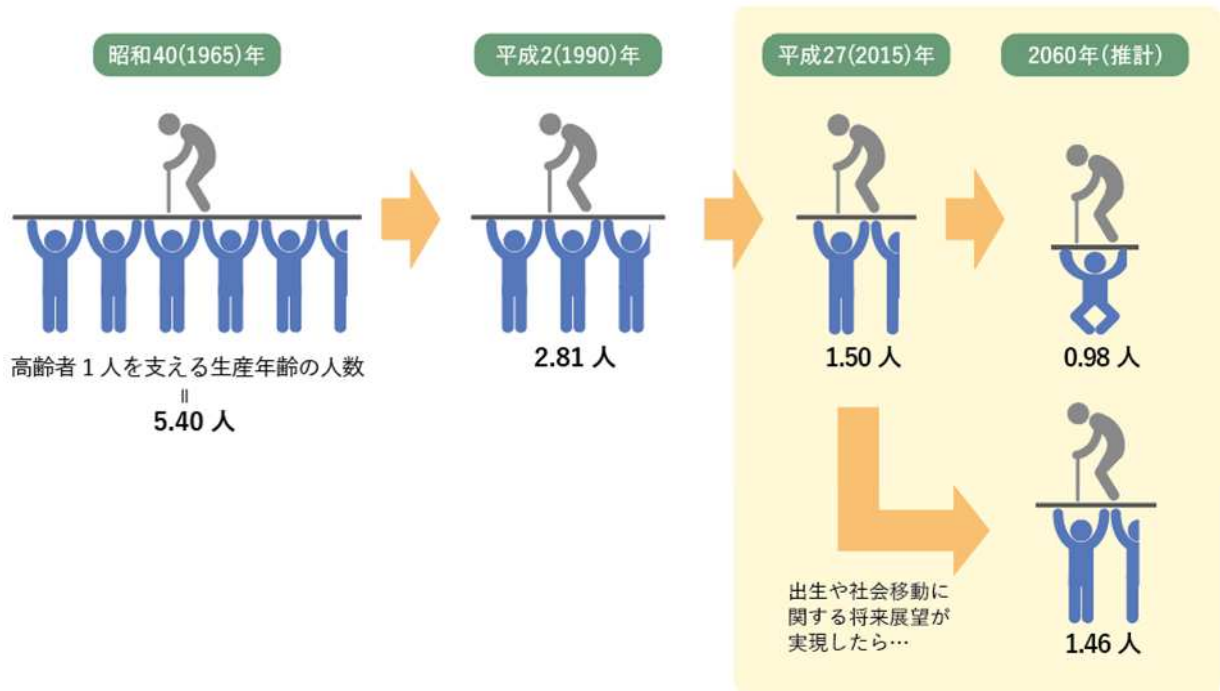 昭和40(1965)年
平成2(1990)年
平成27(2015)年
2060年(推計)
高齢者1人を支える生産年齢の人数
=
5.40 人
2.81 人
1.50 人
0.98 人
出生や社会移動に
関する将来展望が
実現したら…
1.46 人